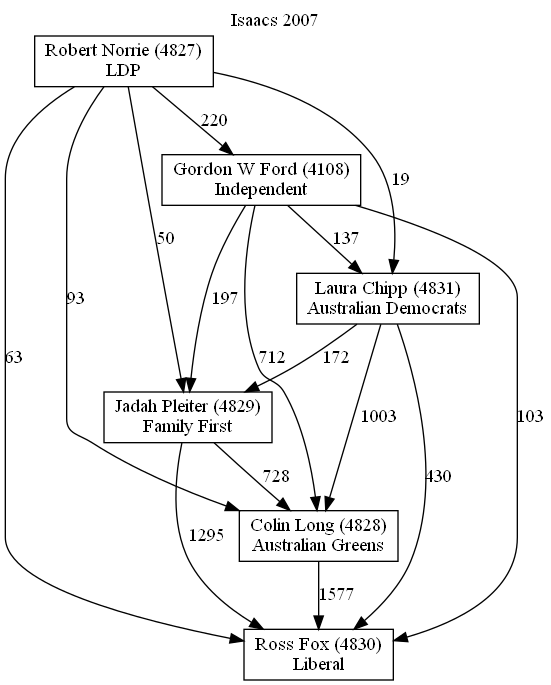 Isaacs 2007
Robert Norrie (4827)
LDP
220
Gordon W Ford (4108)
Independent
19
50
137
Laura Chipp (4831)
Australian Democrats
93
197
63
712
172
Jadah Pleiter (4829)
Family First
1003
103
728
430
Colin Long (4828)
Australian Greens
1295
1577
Ross Fox (4830)
Liberal